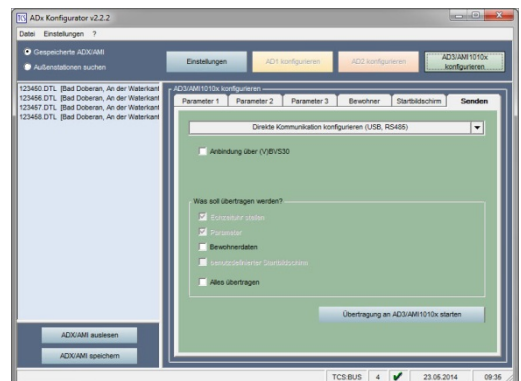 TCS ADx Konfigurator v2.2.2
Datei Einstellungen ?
Gespeicherte ADX/AMI
Außenstationen suchen
Einstellungen
AD1 konfigurieren
AD2 konfigurieren
AD3/AMI1010x konfigurieren
123450.DTL [Bad Doberan, An der Waterkant
123456.DTL [Bad Doberan, An der Waterkant
123457.DTL [Bad Doberan, An der Waterkant
123458.DTL [Bad Doberan, An der Waterkant
AD3/AMI1010x konfigurieren
Parameter 1 Parameter 2 Parameter 3 Bewohner Startbildschirm Senden
Direkte Kommunikation konfigurieren (USB, RS485)
Anbindung über (V)BVS30
Was soll übertragen werden?
Echtzeituhr stellen
Parameter
Bewohnerdaten
benutzdefinierter Startbildschirm
Alles übertragen
Übertragung an AD3/AMI1010x starten
ADX/AMI auslesen
ADX/AMI speichern
TCS:BUS 4 23.05.2014 09:36